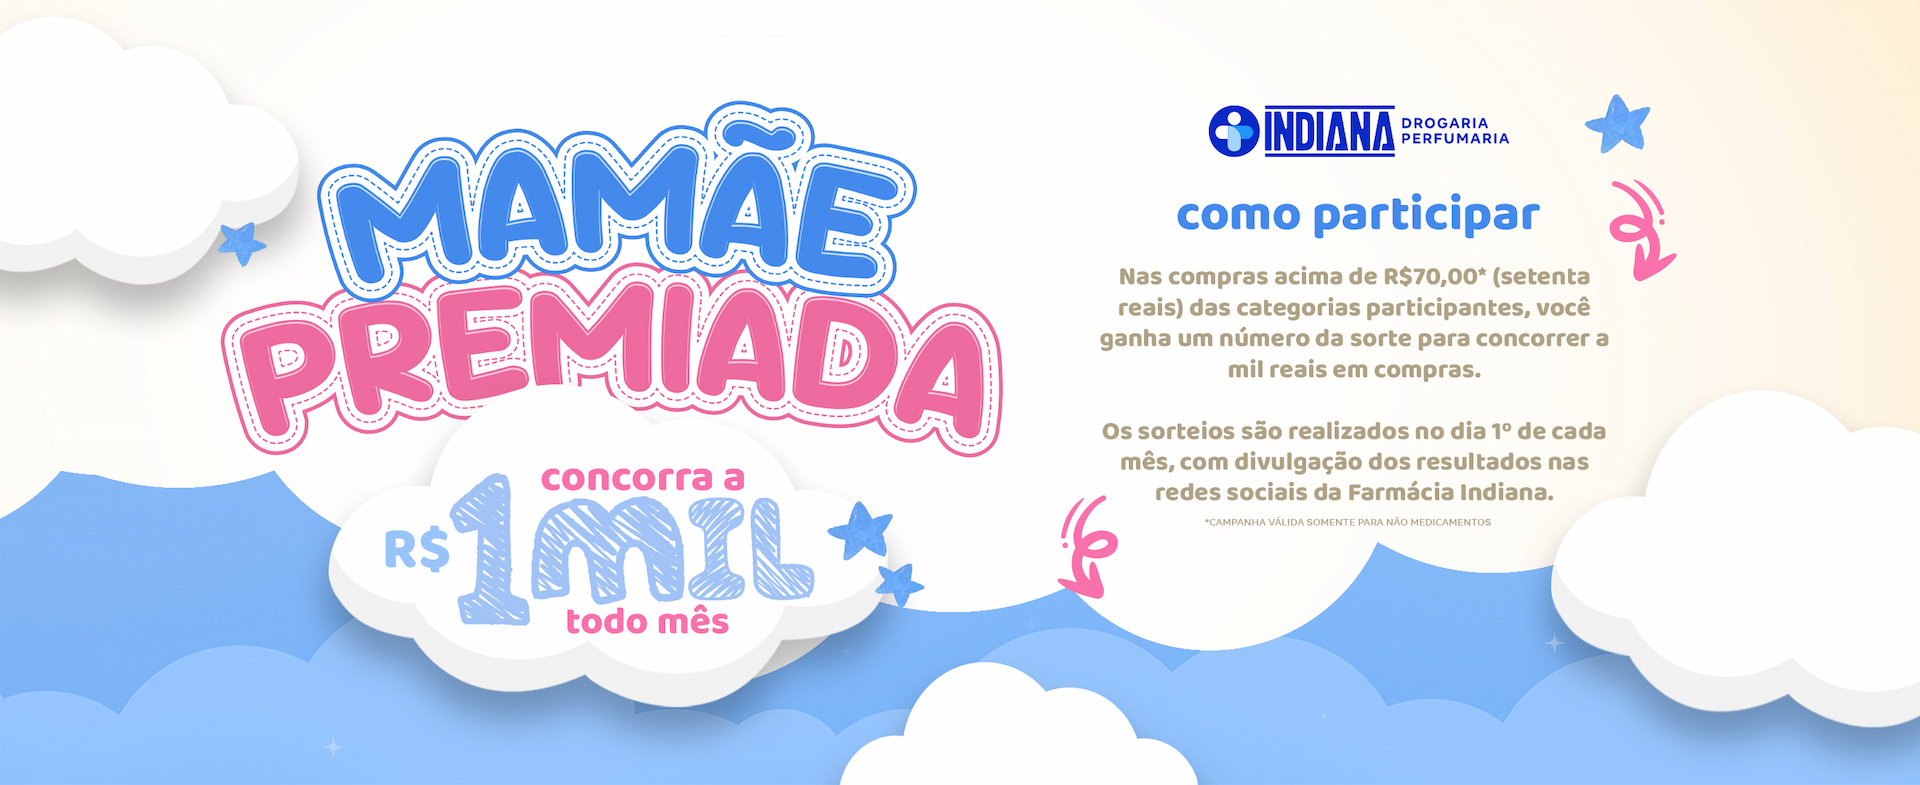 MAMÃE
PREMIADA
concorra a
R$ 1 MIL
todo mês
INDIANA DROGARIA
PERFUMARIA
como participar
Nas compras acima de R$70,00* (setenta
reais) das categorias participantes, você
ganha um número da sorte para concorrer a
mil reais em compras.
Os sorteios são realizados no dia 1º de cada
mês, com divulgação dos resultados nas
redes sociais da Farmácia Indiana.
*CAMPANHA VÁLIDA SOMENTE PARA NÃO MEDICAMENTOS